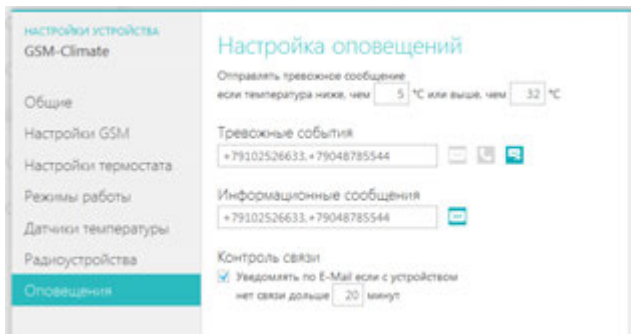 НАСТРОЙКИ УСТРОЙСТВА
GSM-Climate
Общие
Настройки GSM
Настройки термостата
Режимы работы
Датчики температуры
Радиоустройства
Оповещения
Настройка оповещений
Отправлять тревожное сообщение
если температура ниже, чем 5 °C или выше, чем 32 °C
Тревожные события
+79102526633,+79048785544
Информационные сообщения
+79102526633,+79048785544
Контроль связи
Уведомлять по E-Mail если с устройством
нет связи дольше 20 минут